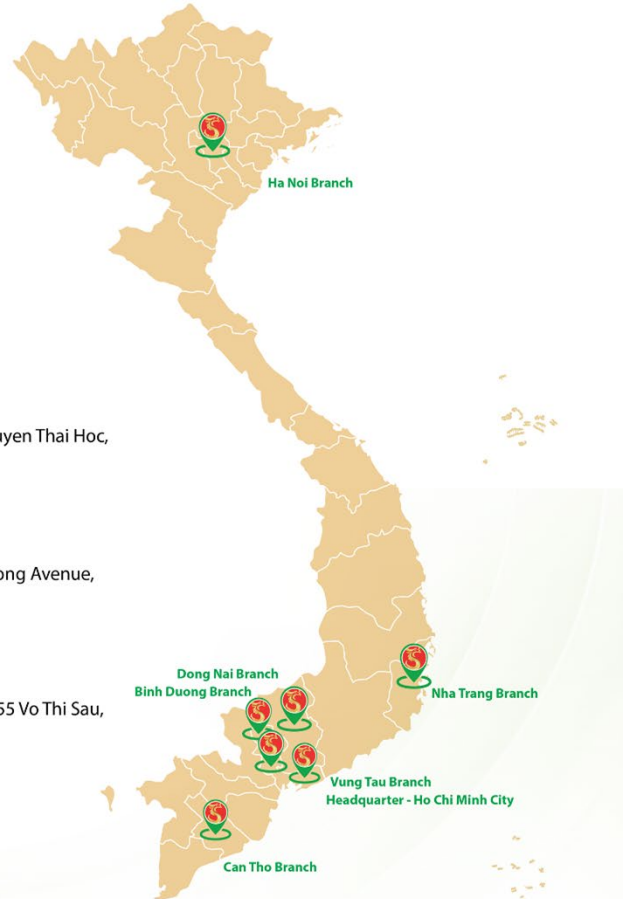 Ha Noi Branch
uyen Thai Hoc,
ong Avenue,
Dong Nai Branch
Binh Duong Branch
Nha Trang Branch
55 Vo Thi Sau,
Vung Tau Branch
Headquarter - Ho Chi Minh City
Can Tho Branch